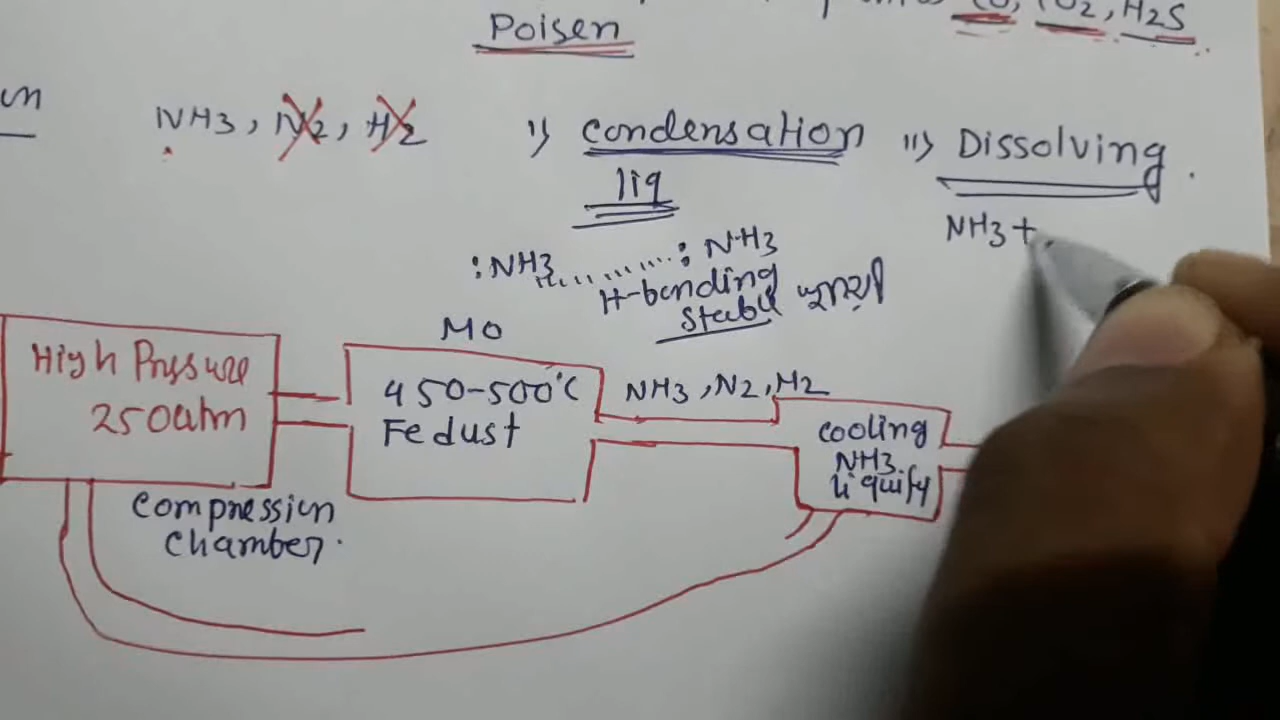 CO, CO2, H2S
Poisen
NH3, N2, H2
i) Condensation
liq
ii) Dissolving.
NH3 +
:NH3 ......... :NH3
H-bonding
Stable
High Pressure
250atm
Compression
Chamber.
Mo
450-500°C
Fe dust
NH3, N2, H2
cooling
NH3
liquify